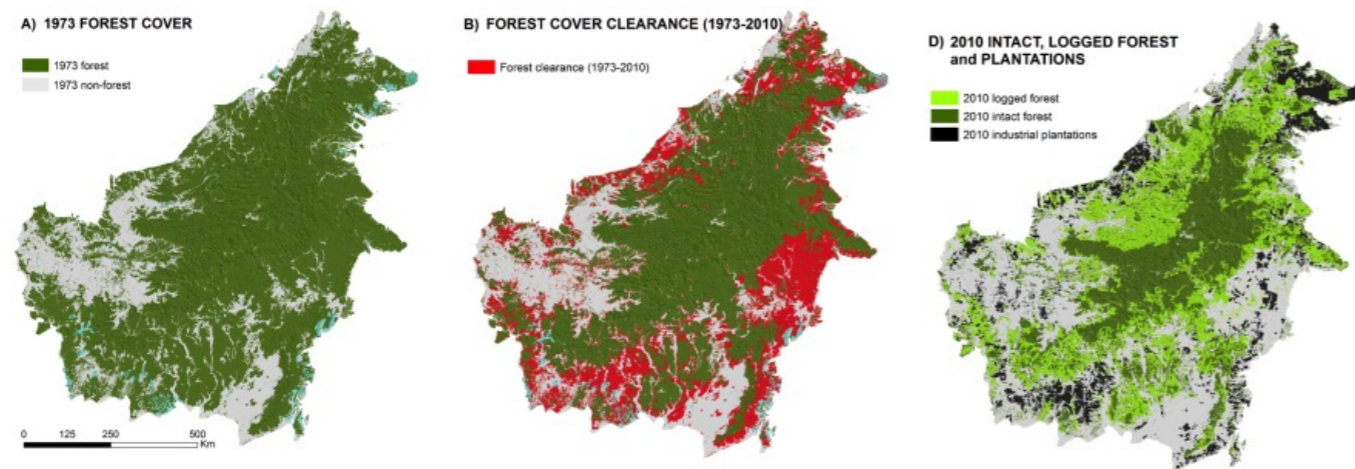 A) 1973 FOREST COVER
1973 forest
1973 non-forest
0 125 250 500
Km
B) FOREST COVER CLEARANCE (1973-2010)
Forest clearance (1973-2010)
D) 2010 INTACT, LOGGED FOREST
and PLANTATIONS
2010 logged forest
2010 intact forest
2010 industrial plantations